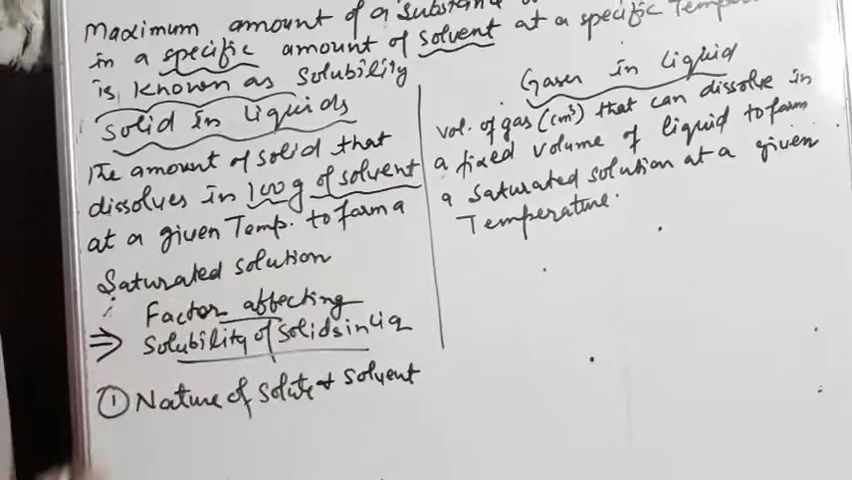 Maximum amount of a Substance
in a specific amount of solvent at a specific Temper
is known as Solubility
Solid in Liquids
The amount of solid that
dissolves in 100g of solvent
at a given Temp. to form a
Saturated solution
Factor affecting
⇒ Solubility of Solids in Liq
① Nature of Solute & Solvent
Gases in liquid
Vol. of gas (cm³) that can dissolve in
a fixed volume of liquid to form
a saturated solution at a given
Temperature.